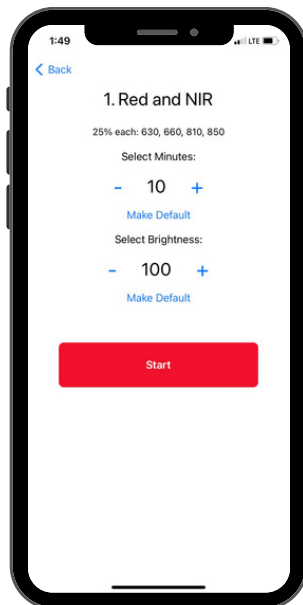 1:49
LTE
Back
1. Red and NIR
25% each: 630, 660, 810, 850
Select Minutes:
- 10 +
Make Default
Select Brightness:
- 100 +
Make Default
Start